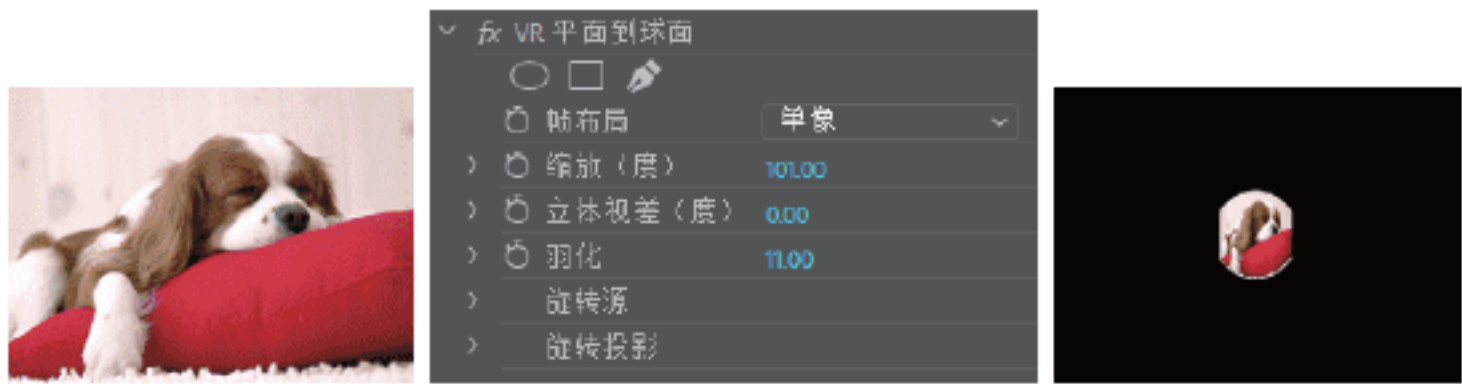 fx VR 平面到球面
帧布局 单像
缩放（度） 101.00
立体视差（度） 0.00
羽化 11.00
旋转源
旋转投影